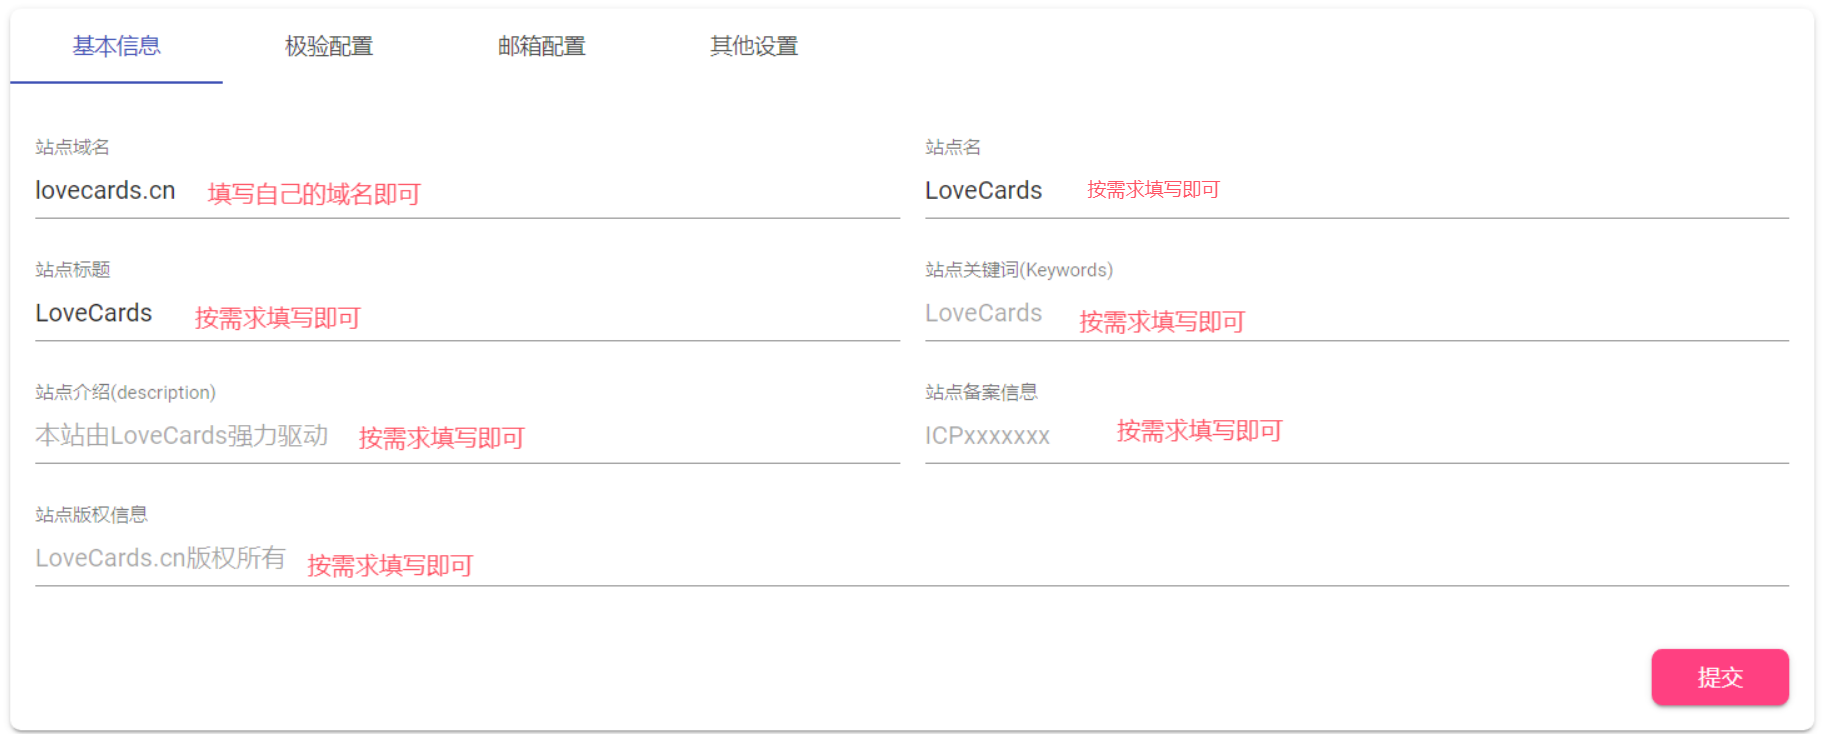 基本信息 极验配置 邮箱配置 其他设置
站点域名
lovecards.cn 填写自己的域名即可
站点名
LoveCards 按需求填写即可
站点标题
LoveCards 按需求填写即可
站点关键词(Keywords)
LoveCards 按需求填写即可
站点介绍(description)
本站由LoveCards强力驱动 按需求填写即可
站点备案信息
ICPxxxxxxx 按需求填写即可
站点版权信息
LoveCards.cn版权所有 按需求填写即可
提交